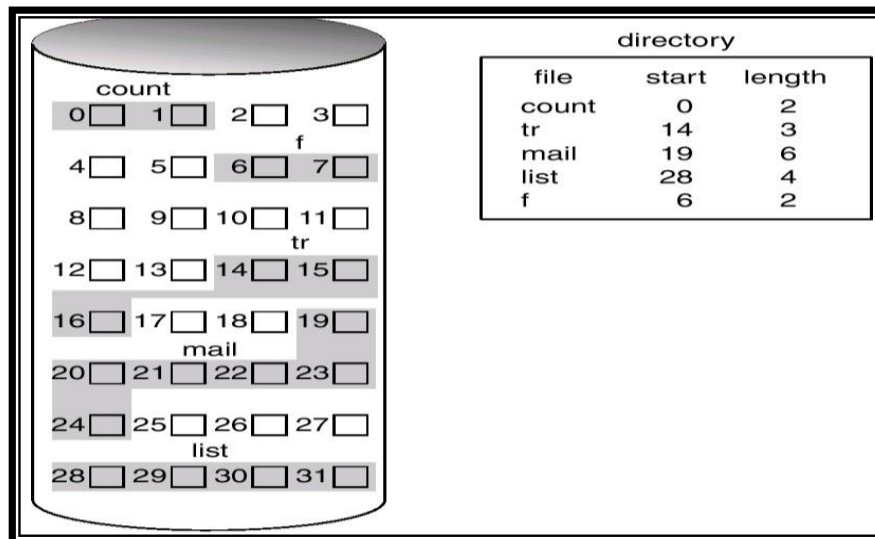 count
0 1 2 3
f
4 5 6 7
8 9 10 11
tr
12 13 14 15
16 17 18 19
mail
20 21 22 23
24 25 26 27
list
28 29 30 31
directory
file start length
count 0 2
tr 14 3
mail 19 6
list 28 4
f 6 2